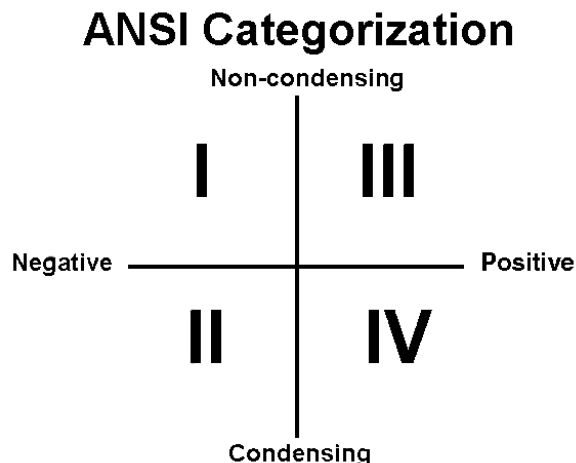 ANSI Categorization
Non-condensing
I III
Negative Positive
II IV
Condensing